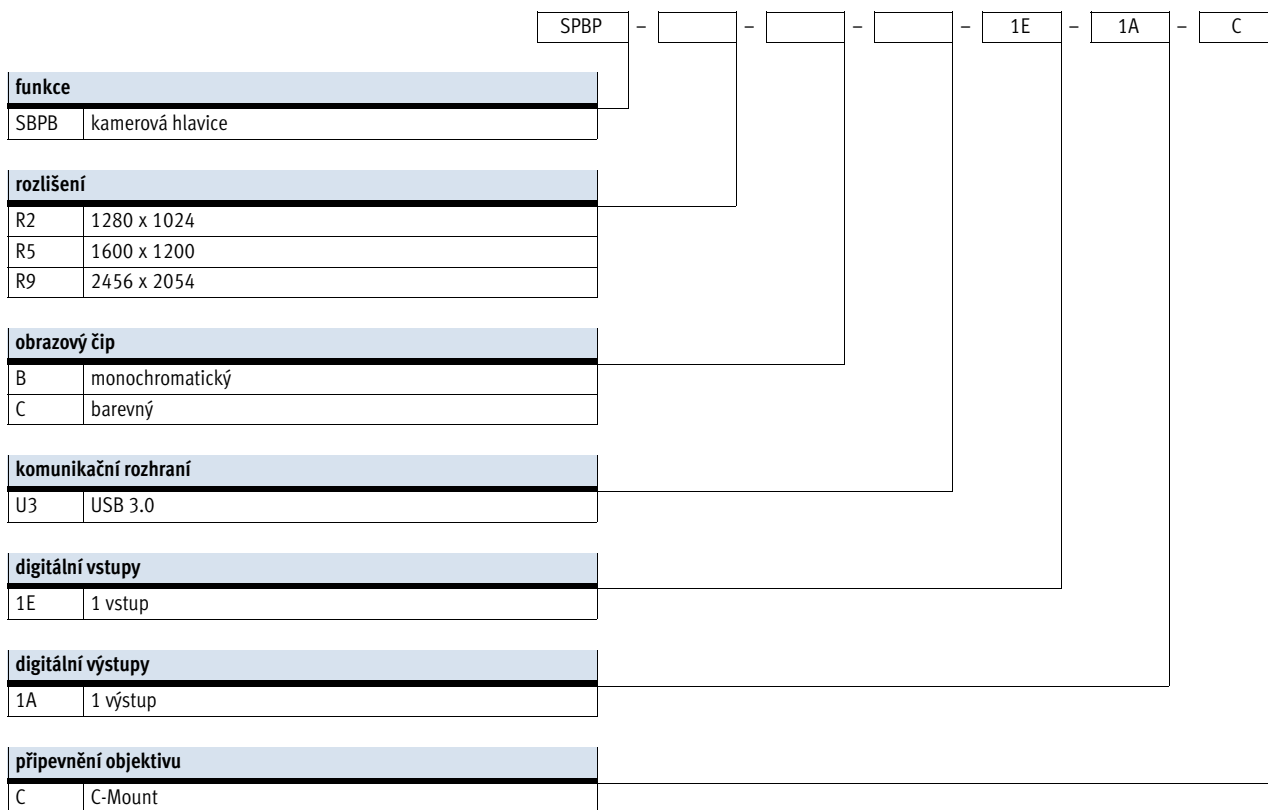 SPBP – – – – 1E – 1A – C
funkce
SBPB kamerová hlavice
rozlišení
R2 1280 x 1024
R5 1600 x 1200
R9 2456 x 2054
obrazový čip
B monochromatický
C barevný
komunikační rozhraní
U3 USB 3.0
digitální vstupy
1E 1 vstup
digitální výstupy
1A 1 výstup
připevnění objektivu
C C-Mount